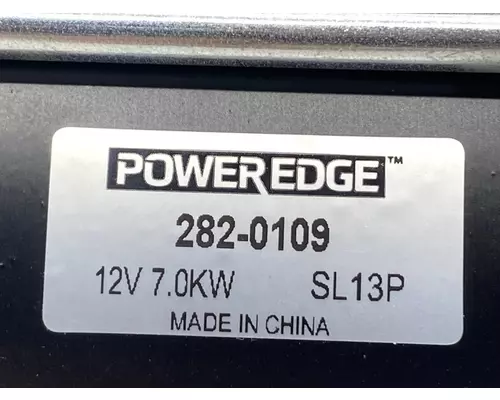 POWEREDGE™
282-0109
12V 7.0KW SL13P
MADE IN CHINA